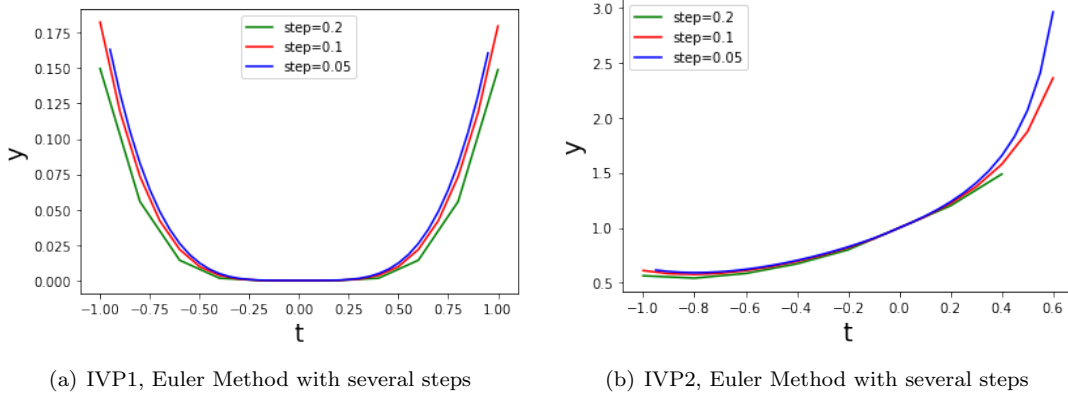 0.175
0.150
0.125
0.100
0.075
0.050
0.025
0.000
y
step=0.2
step=0.1
step=0.05
−1.00 −0.75 −0.50 −0.25 0.00 0.25 0.50 0.75 1.00
t
(a) IVP1, Euler Method with several steps
3.0
2.5
2.0
1.5
1.0
0.5
y
step=0.2
step=0.1
step=0.05
−1.0 −0.8 −0.6 −0.4 −0.2 0.0 0.2 0.4 0.6
t
(b) IVP2, Euler Method with several steps